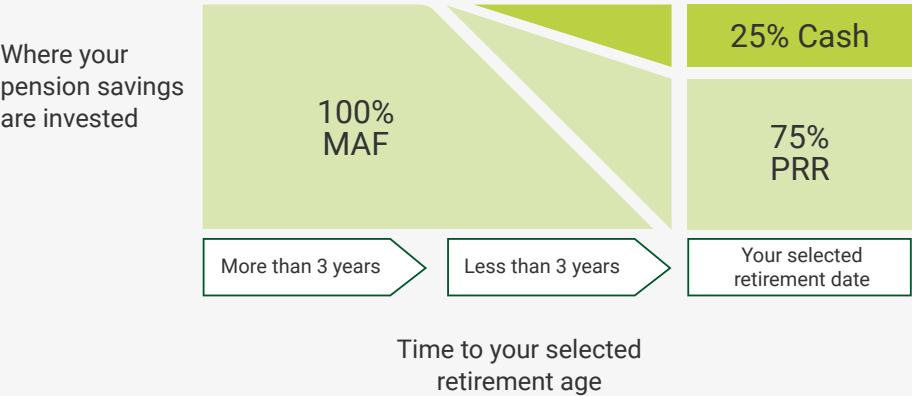 Where your
pension savings
are invested
100%
MAF
25% Cash
75%
PRR
More than 3 years
Less than 3 years
Your selected
retirement date
Time to your selected
retirement age